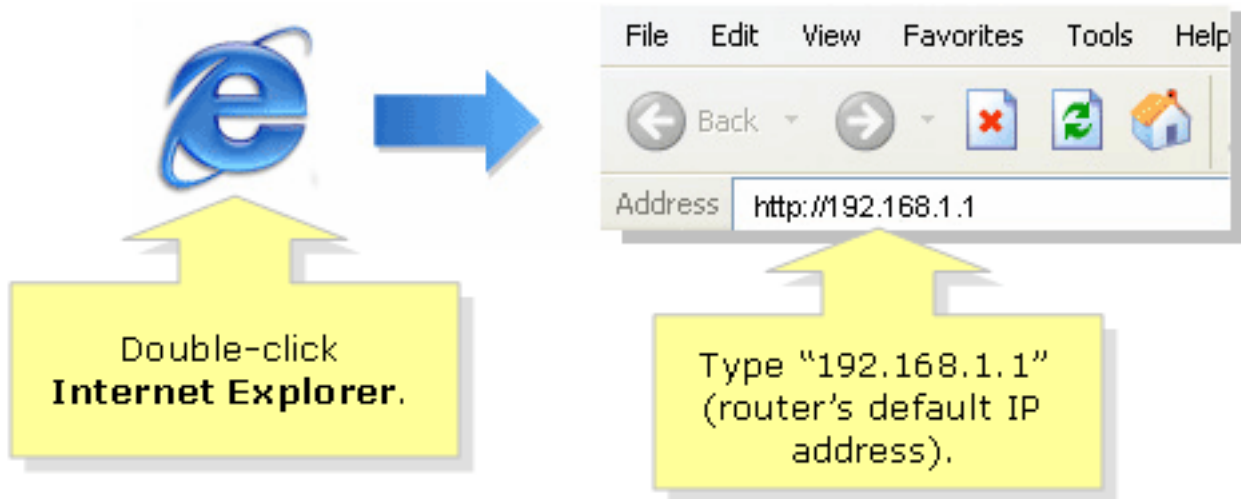 File Edit View Favorites Tools Help
Back
Address http://192.168.1.1
Double-click
Internet Explorer.
Type “192.168.1.1”
(router’s default IP
address).